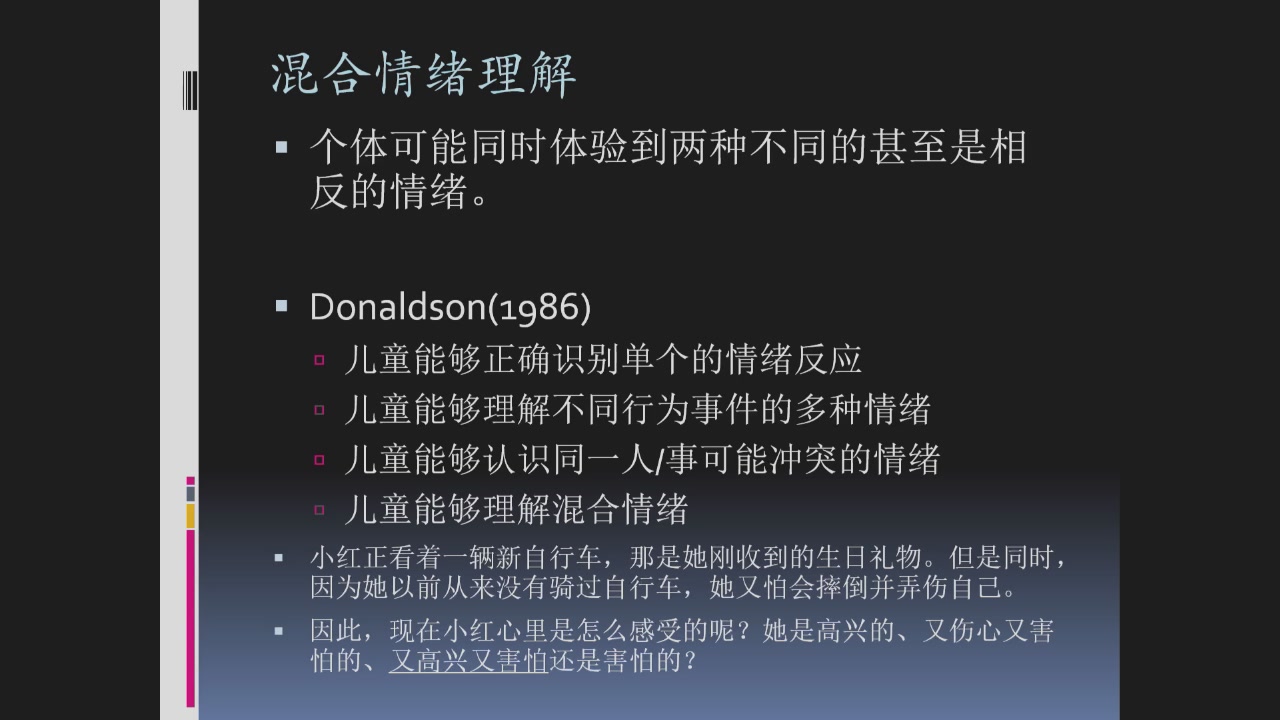 混合情绪理解
个体可能同时体验到两种不同的甚至是相
反的情绪。
Donaldson(1986)
儿童能够正确识别单个的情绪反应
儿童能够理解不同行为事件的多种情绪
儿童能够认识同一人/事可能冲突的情绪
儿童能够理解混合情绪
小红正看着一辆新自行车，那是她刚收到的生日礼物。但是同时，
因为她以前从来没有骑过自行车，她又怕会摔倒并弄伤自己。
因此，现在小红心里是怎么感受的呢？她是高兴的、又伤心又害
怕的、又高兴又害怕还是害怕的？